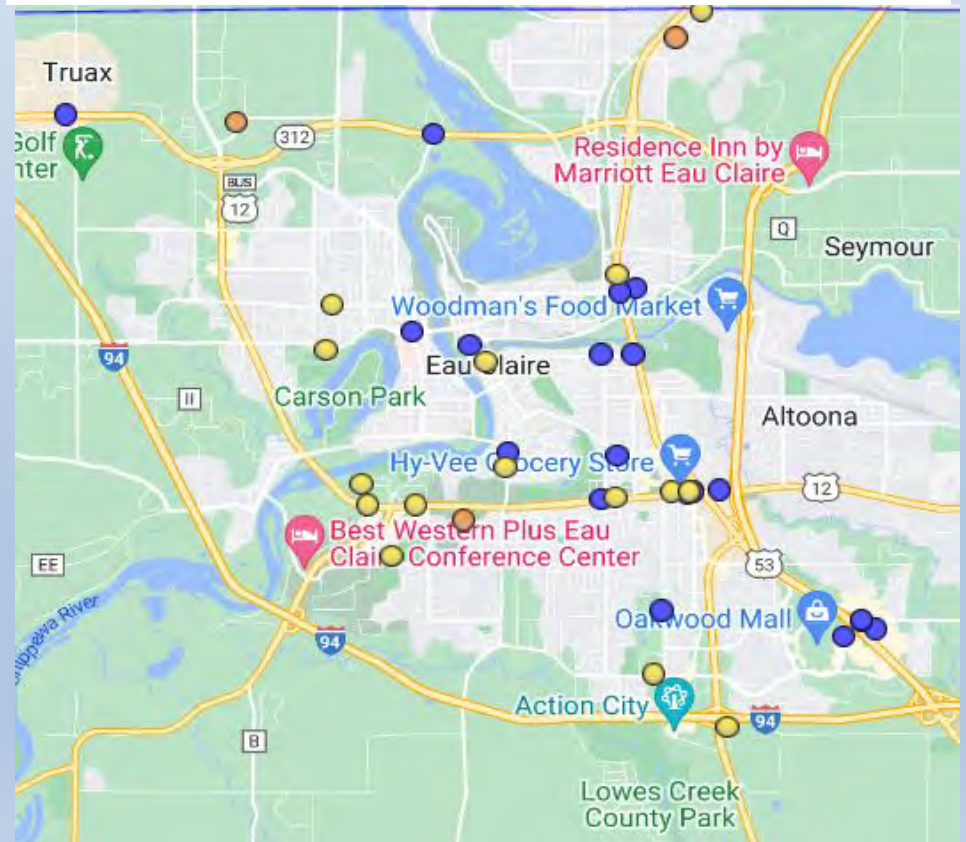 Truax
Golf
nter
312
BUS
12
Residence Inn by
Marriott Eau Claire
Q
Seymour
Woodman's Food Market
94
Eau Claire
II
Carson Park
Altoona
Hy-Vee Grocery Store
12
Best Western Plus Eau
Claire Conference Center
EE
53
Chippewa River
Oakwood Mall
94
Action City
94
B
Lowes Creek
County Park